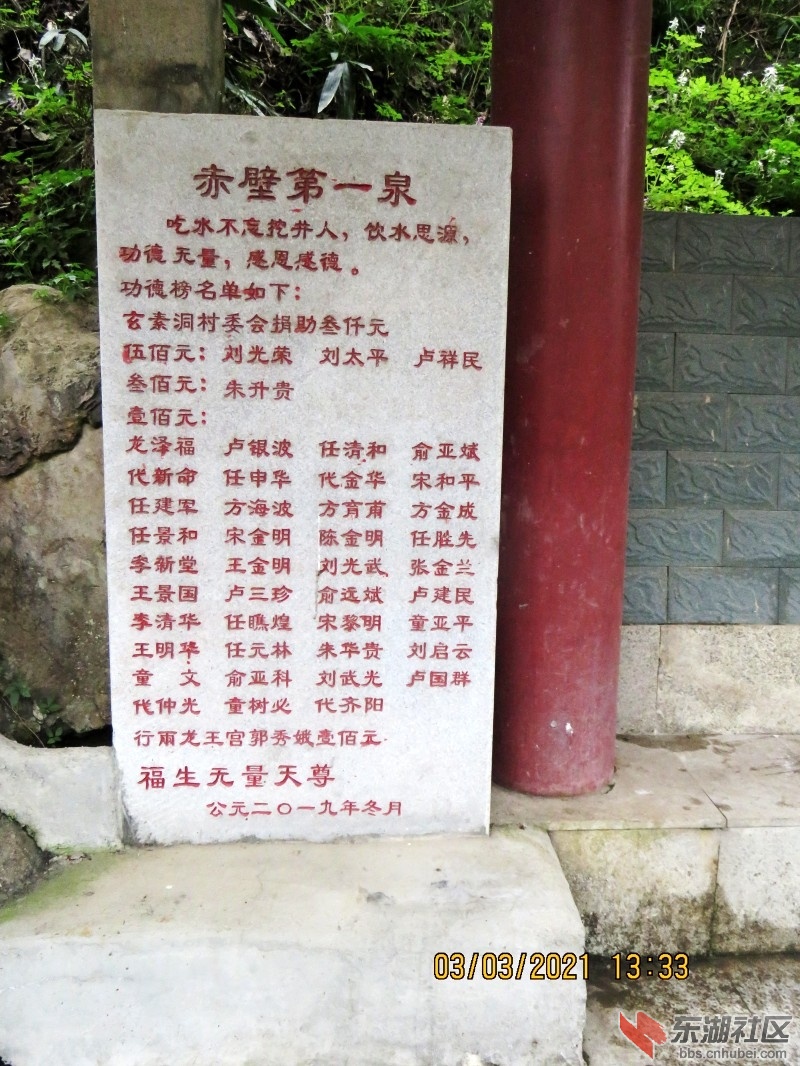 赤壁第一泉
吃水不忘挖井人，饮水思源，
功德无量，感恩感德。
功德榜名单如下：
玄素洞村委会捐助叁仟元
伍佰元：刘光荣 刘太平 卢祥民
叁佰元：朱升贵
壹佰元：
龙泽福 卢银波 任清和 俞亚斌
代新命 任申华 代金华 宋和平
任建军 方海波 方育甫 方金成
任景和 宋金明 陈金明 任胜先
李新堂 王金明 刘光武 张金兰
王景国 卢三珍 俞远斌 卢建民
李清华 任瞧煌 宋黎明 童亚平
王明华 任元林 朱华贵 刘启云
童文 俞亚科 刘武光 卢国群
代仲光 童树必 代齐阳
行雨龙王宫郭秀娥壹佰元
福生无量天尊
公元二〇一九年冬月
03/03/2021 13:33
东湖社区
bbs.cnhubei.com